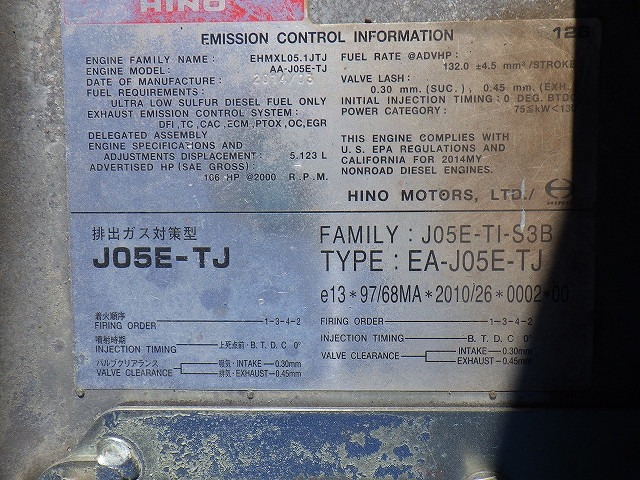 HINO
EMISSION CONTROL INFORMATION
126
ENGINE FAMILY NAME : EHMXL05.1JTJ
ENGINE MODEL: AA-J05E-TJ
DATE OF MANUFACTURE:
FUEL REQUIREMENTS:
ULTRA LOW SULFUR DIESEL FUEL ONLY
EXHAUST EMISSION CONTROL SYSTEM :
DFI,TC,CAC,ECM,PTOX,OC,EGR
DELEGATED ASSEMBLY
ENGINE SPECIFICATIONS AND
ADJUSTMENTS DISPLACEMENT : 5.123 L
ADVERTISED HP (SAE GROSS):
166 HP @2000 R.P.M.
FUEL RATE @ADVHP:
132.0 ±4.5 mm³/STROKE
VALVE LASH:
0.30 mm (SUC.), 0.45 mm. (EXH.
INITIAL INJECTION TIMING:0 DEG. BTDC
POWER CATEGORY: 75≦kW<130
THIS ENGINE COMPLIES WITH
U.S. EPA REGULATIONS AND
CALIFORNIA FOR 2014MY
NONROAD DIESEL ENGINES.
HINO MOTORS, LTD./
排出ガス対策型
J05E-TJ
着火順序
FIRING ORDER 1-3-4-2
噴射時期
INJECTION TIMING 上死点前・B. T. D. C 0°
バルブクリアランス
VALVE CLEARANCE 吸気・INTAKE 0.30mm
排気・EXHAUST 0.45mm
FAMILY : J05E-TI-S3B
TYPE : EA-J05E-TJ
e13*97/68MA*2010/26*0002*00
FIRING ORDER 1-3-4-2
INJECTION TIMING B. T. D. C 0°
VALVE CLEARANCE INTAKE 0.30mm
EXHAUST 0.45mm